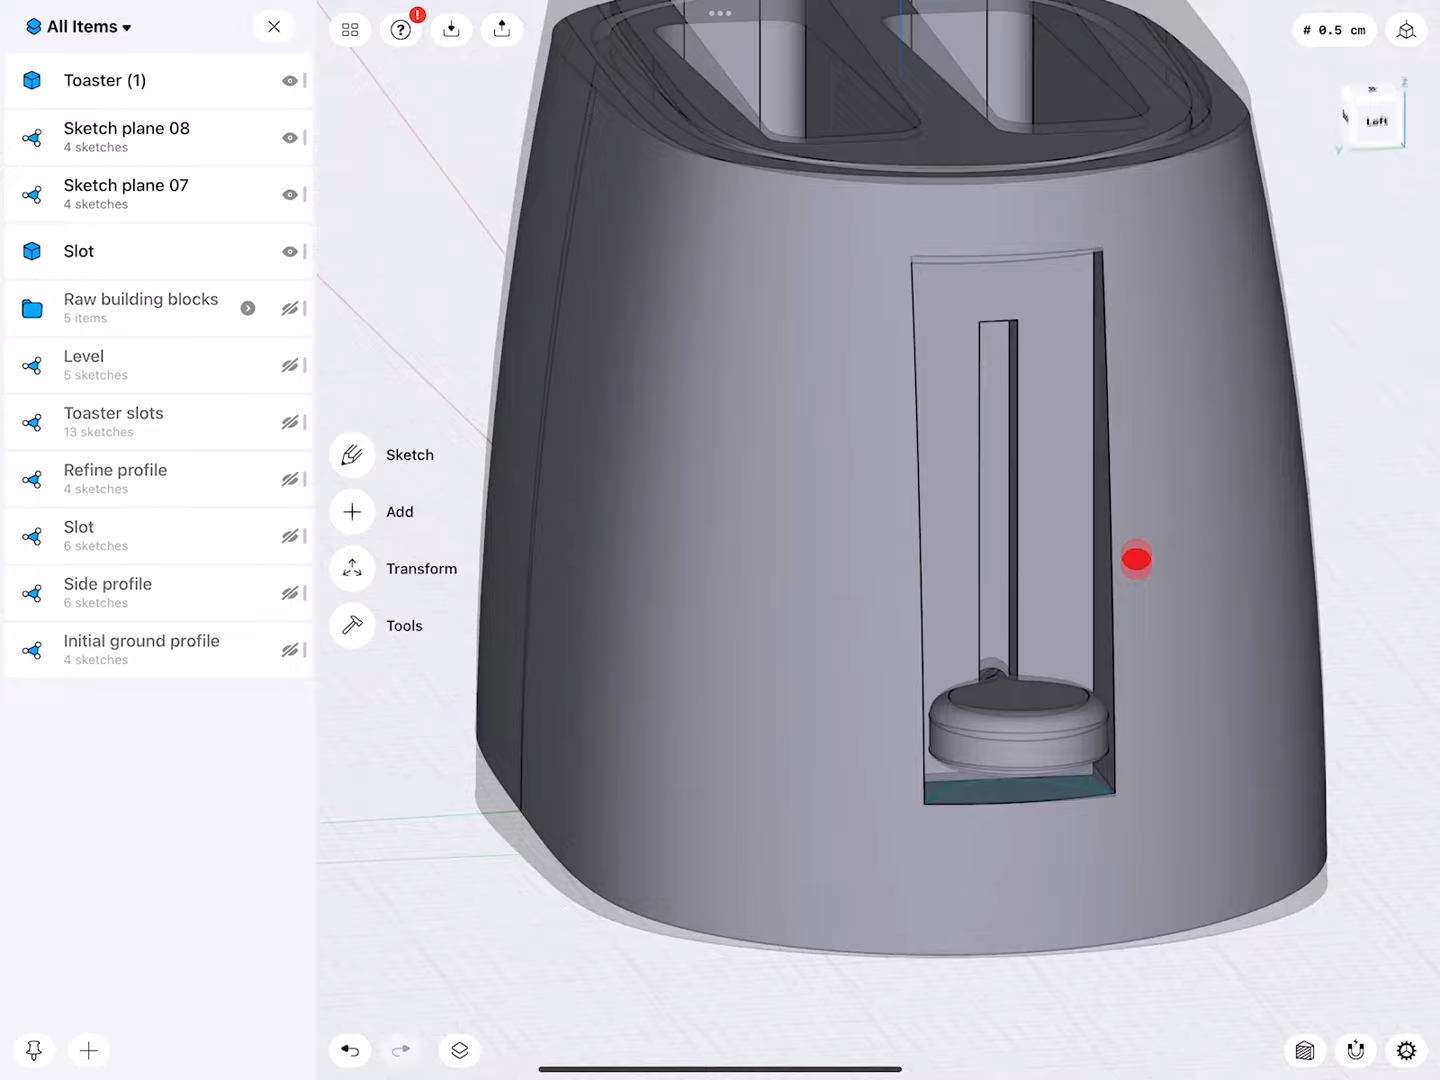 All Items
Toaster (1)
Sketch plane 08
4 sketches
Sketch plane 07
4 sketches
Slot
Raw building blocks
5 items
Level
5 sketches
Toaster slots
13 sketches
Refine profile
4 sketches
Slot
6 sketches
Side profile
6 sketches
Initial ground profile
4 sketches
Sketch
Add
Transform
Tools
# 0.5 cm
Left
Z
Y